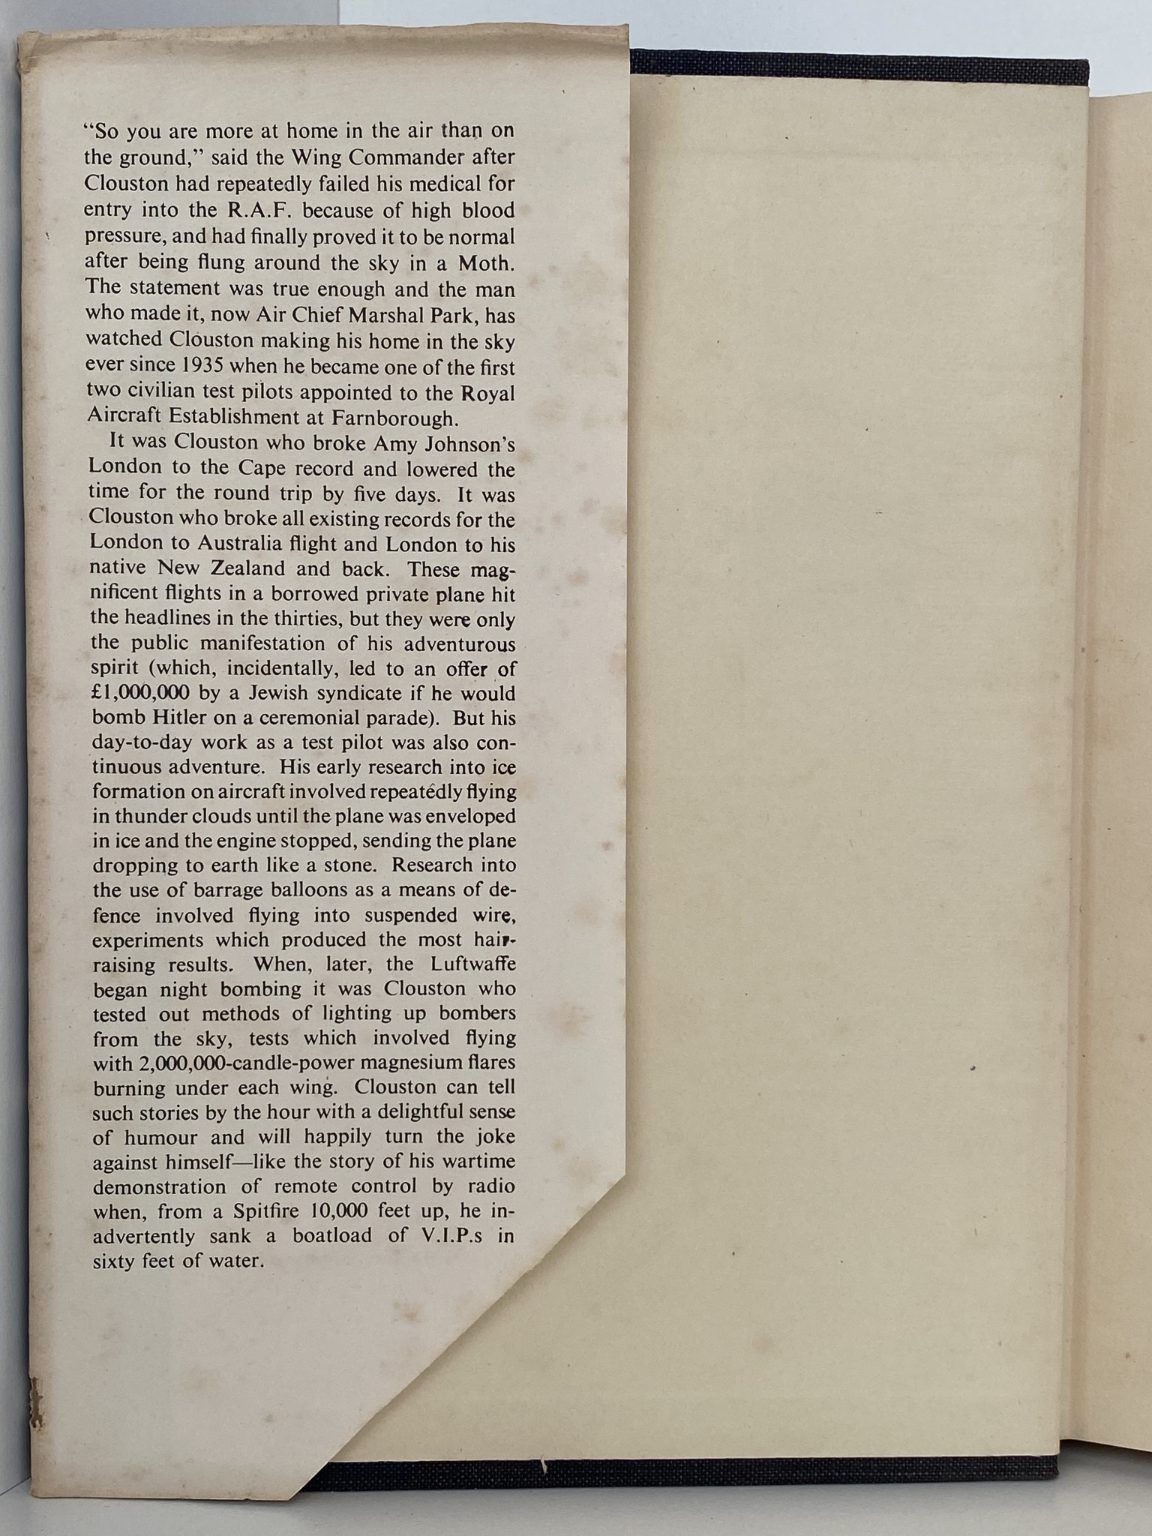 “So you are more at home in the air than on
the ground,” said the Wing Commander after
Clouston had repeatedly failed his medical for
entry into the R.A.F. because of high blood
pressure, and had finally proved it to be normal
after being flung around the sky in a Moth.
The statement was true enough and the man
who made it, now Air Chief Marshal Park, has
watched Clouston making his home in the sky
ever since 1935 when he became one of the first
two civilian test pilots appointed to the Royal
Aircraft Establishment at Farnborough.
It was Clouston who broke Amy Johnson’s
London to the Cape record and lowered the
time for the round trip by five days. It was
Clouston who broke all existing records for the
London to Australia flight and London to his
native New Zealand and back. These mag-
nificent flights in a borrowed private plane hit
the headlines in the thirties, but they were only
the public manifestation of his adventurous
spirit (which, incidentally, led to an offer of
£1,000,000 by a Jewish syndicate if he would
bomb Hitler on a ceremonial parade). But his
day-to-day work as a test pilot was also con-
tinuous adventure. His early research into ice
formation on aircraft involved repeatedly flying
in thunder clouds until the plane was enveloped
in ice and the engine stopped, sending the plane
dropping to earth like a stone. Research into
the use of barrage balloons as a means of de-
fence involved flying into suspended wire,
experiments which produced the most hair-
raising results. When, later, the Luftwaffe
began night bombing it was Clouston who
tested out methods of lighting up bombers
from the sky, tests which involved flying
with 2,000,000-candle-power magnesium flares
burning under each wing. Clouston can tell
such stories by the hour with a delightful sense
of humour and will happily turn the joke
against himself—like the story of his wartime
demonstration of remote control by radio
when, from a Spitfire 10,000 feet up, he in-
advertently sank a boatload of V.I.P.s in
sixty feet of water.